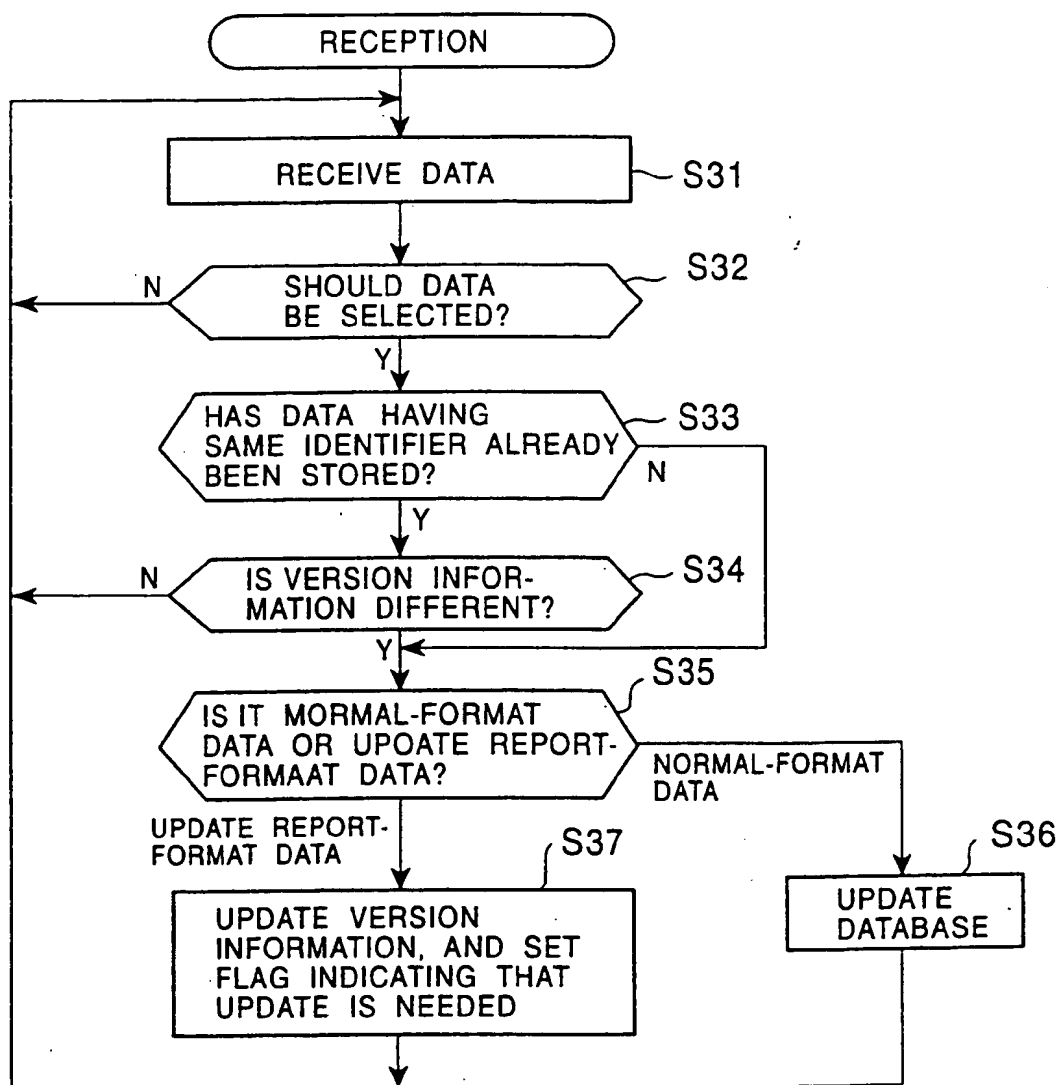 RECEPTION
RECEIVE DATA
S31
S32
N
SHOULD DATA
BE SELECTED?
Y
S33
HAS DATA HAVING
SAME IDENTIFIER ALREADY
BEEN STORED?
N
Y
S34
N
IS VERSION INFOR-
MATION DIFFERENT?
Y
S35
IS IT MORMAL-FORMAT
DATA OR UPOATE REPORT-
FORMAAT DATA?
NORMAL-FORMAT
DATA
UPDATE REPORT-
FORMAT DATA
S37
S36
UPDATE VERSION
INFORMATION, AND SET
FLAG INDICATING THAT
UPDATE IS NEEDED
UPDATE
DATABASE